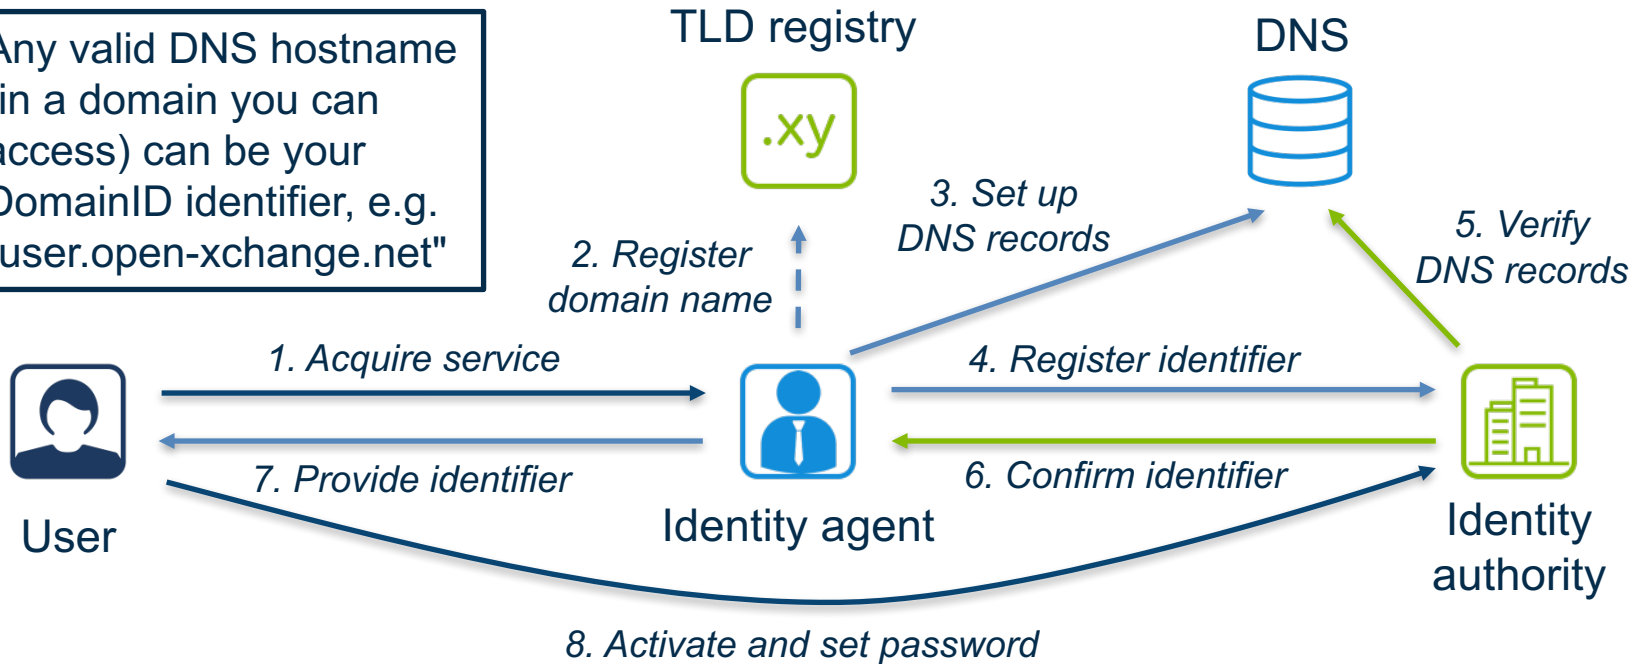 Any valid DNS hostname
in a domain you can
access) can be your
DomainID identifier, e.g.
user.open-xchange.net"
TLD registry
.xy
DNS
2. Register
domain name
3. Set up
DNS records
5. Verify
DNS records
1. Acquire service
4. Register identifier
7. Provide identifier
6. Confirm identifier
User
Identity agent
Identity
authority
8. Activate and set password